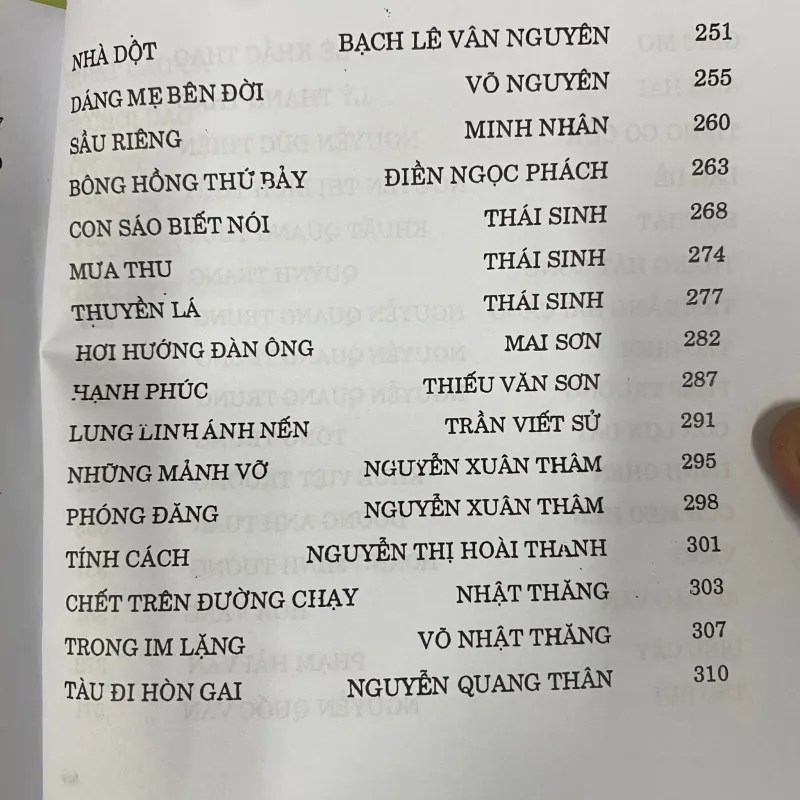 NHÀ DỘT BẠCH LÊ VÂN NGUYÊN 251
DÁNG MẸ BÊN ĐỜI VÕ NGUYÊN 255
SẦU RIÊNG MINH NHÂN 260
BÔNG HỒNG THỨ BẢY ĐIỀN NGỌC PHÁCH 263
CON SÁO BIẾT NÓI THÁI SINH 268
MƯA THU THÁI SINH 274
THUYỀN LÁ THÁI SINH 277
HƠI HƯỚNG ĐÀN ÔNG MAI SƠN 282
HẠNH PHÚC THIẾU VĂN SƠN 287
LUNG LINH ÁNH NẾN TRẦN VIẾT SỬ 291
NHỮNG MẢNH VỠ NGUYỄN XUÂN THÂM 295
PHÓNG ĐĂNG NGUYỄN XUÂN THÂM 298
TÍNH CÁCH NGUYỄN THỊ HOÀI THANH 301
CHẾT TRÊN ĐƯỜNG CHẠY NHẬT THĂNG 303
TRONG IM LẶNG VÕ NHẬT THĂNG 307
TÀU ĐI HÒN GAI NGUYỄN QUANG THÂN 310